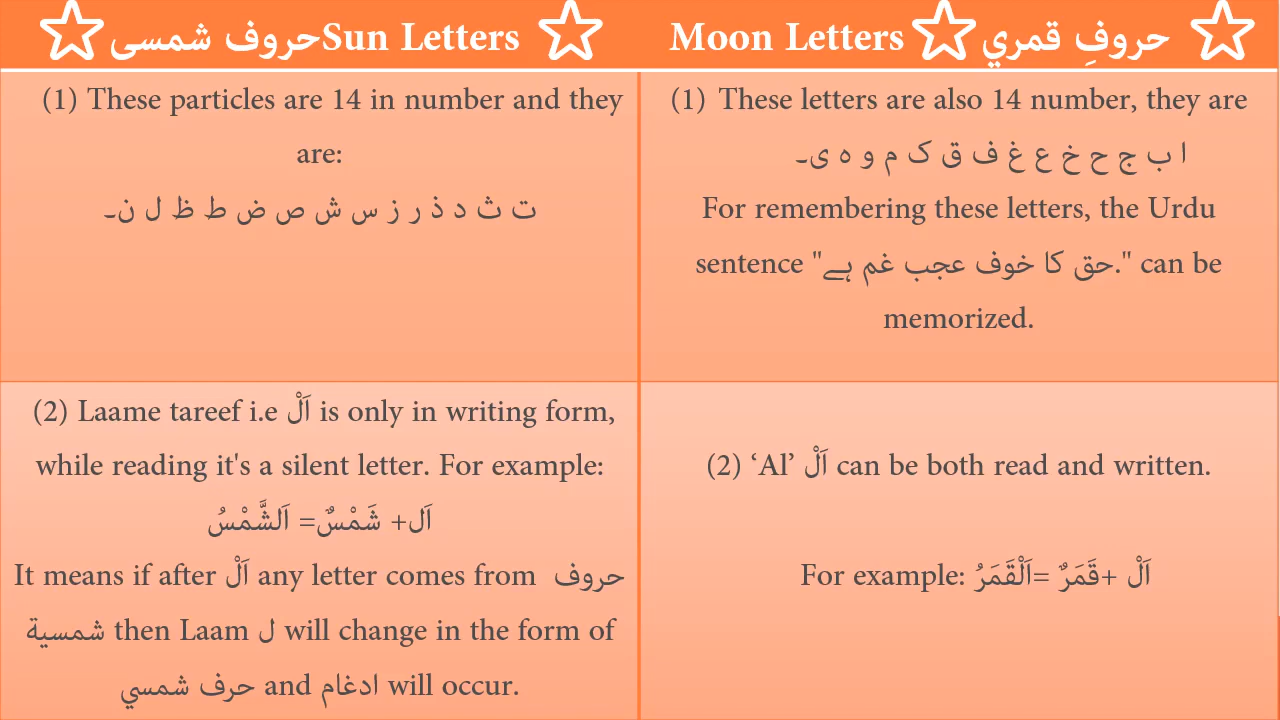 حروف شمسی Sun Letters
(1) These particles are 14 in number and they
are:
ت ث د ذ ر ز س ش ص ض ط ظ ل ن۔
(2) Laame tareef i.e اَلْ is only in writing form,
while reading it's a silent letter. For example:
اَل+ شَمْسٌ= اَلشَّمْسُ
It means if after اَلْ any letter comes from حروف
شمسية then Laam ل will change in the form of
حرف شمسي and ادغام will occur.
Moon Letters حروفِ قمري
(1) These letters are also 14 number, they are
ا ب ج ح خ ع غ ف ق ک م و ہ ی۔
For remembering these letters, the Urdu
sentence "حق کا خوف عجب غم ہے." can be
memorized.
(2) ‘Al’ اَلْ can be both read and written.
For example: اَلْ +قَمَرٌ =اَلْقَمَرُ